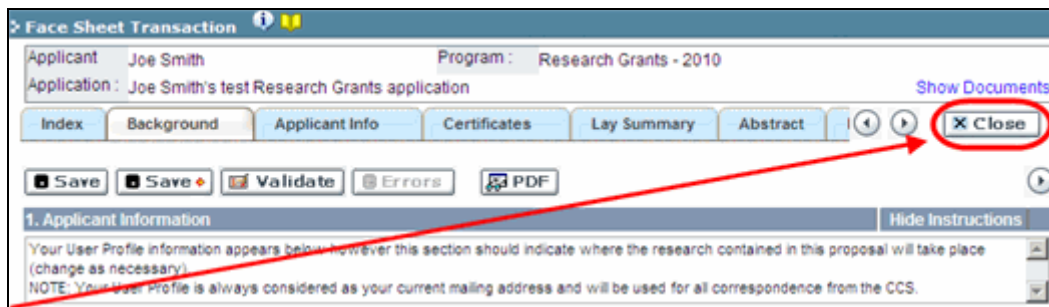 Face Sheet Transaction
Applicant Joe Smith Program : Research Grants - 2010
Application : Joe Smith's test Research Grants application Show Documents
Index Background Applicant Info Certificates Lay Summary Abstract Close
Save Save Validate Errors PDF
1. Applicant Information Hide Instructions
Your User Profile information appears below however this section should indicate where the research contained in this proposal will take place
(change as necessary).
NOTE: Your User Profile is always considered as your current mailing address and will be used for all correspondence from the CCS.